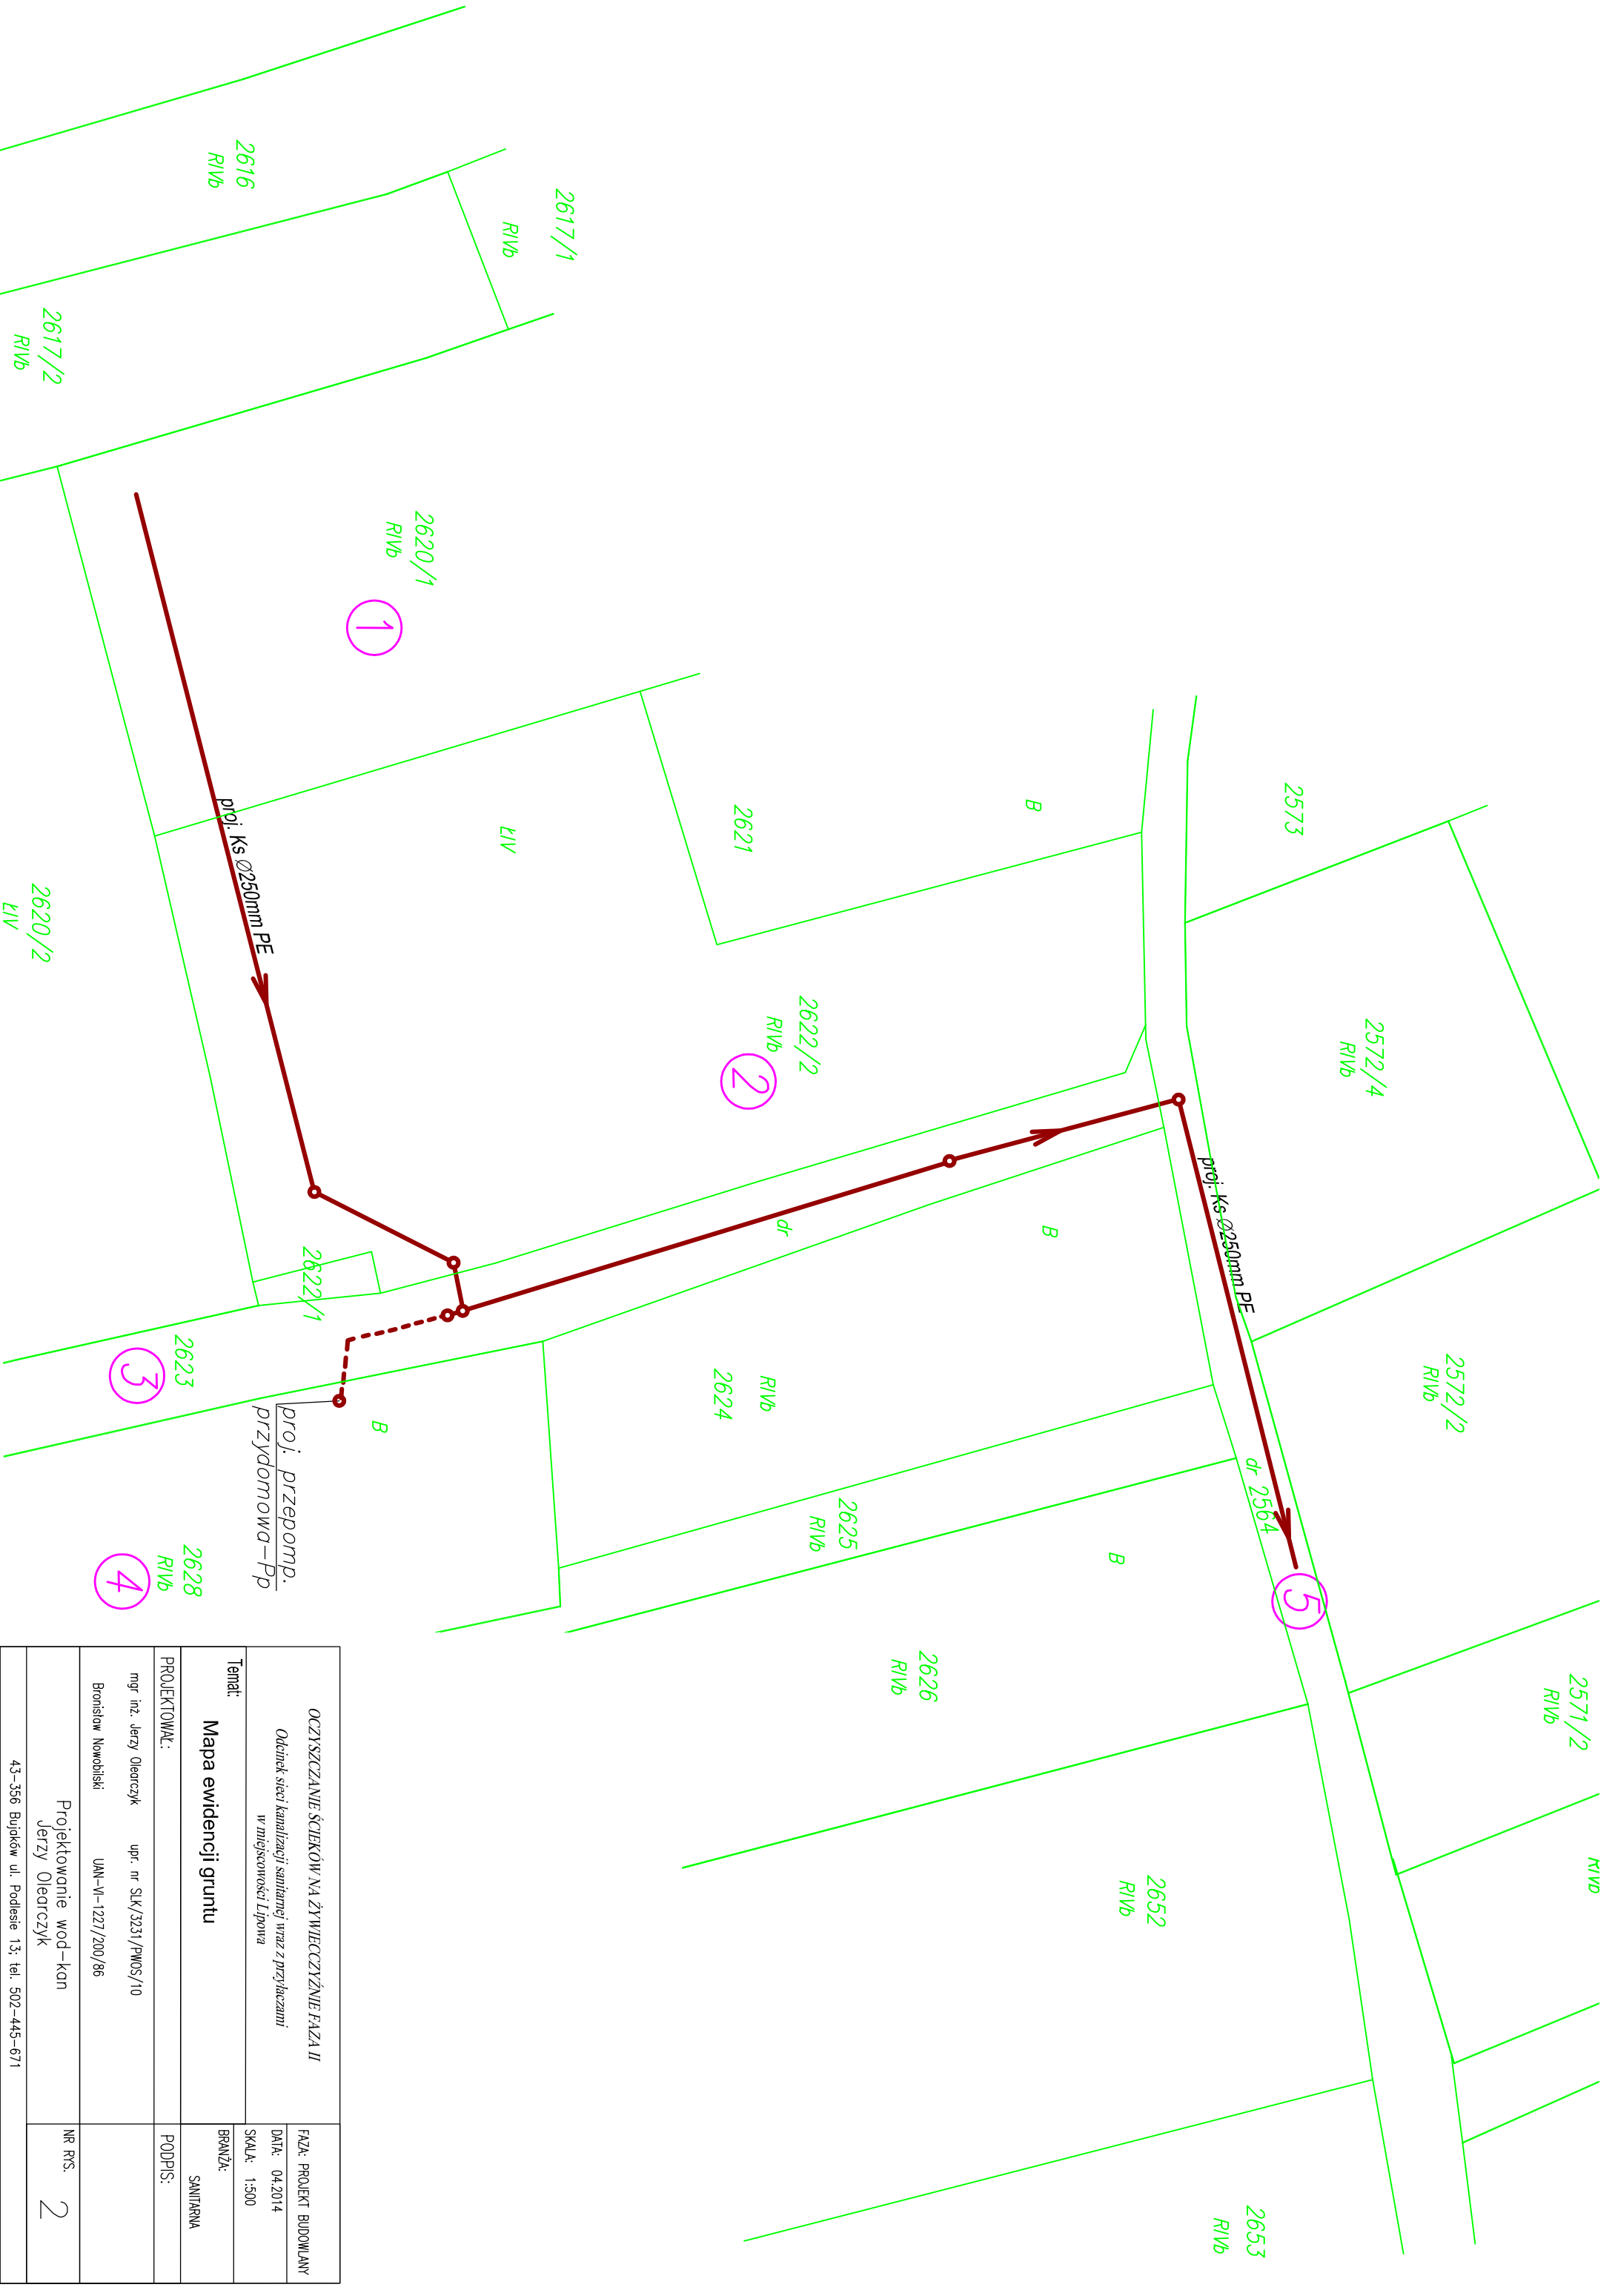 2573
2572/4
RIVb
2572/2
RIVb
2571/2
RIVb
RIVb
proj. Ks Ø250mm PE
dr 2564
5
B
2621
ŁIV
2622/2
RIVb
2
B
dr
RIVb
2624
2625
RIVb
B
2626
RIVb
2652
RIVb
2653
RIVb
2617/1
RIVb
2616
RIVb
2617/2
RIVb
2620/1
RIVb
1
proj. Ks Ø250mm PE
2620/2
ŁIV
2622/1
2623
3
B
proj. przepomp.
przydomowa-Pp
2628
RIVb
4
OCZYSZCZANIE ŚCIEKÓW NA ŻYWIECCZYŹNIE FAZA II
Odcinek sieci kanalizacji sanitarnej wraz z przyłaczami
w miejscowości Lipowa
FAZA: PROJEKT BUDOWLANY
DATA: 04.2014
SKALA: 1:500
Temat:
Mapa ewidencji gruntu
BRANŻA:
SANITARNA
PROJEKTOWAŁ:
PODPIS:
mgr inż. Jerzy Olearczyk upr. nr SLK/3231/PWOS/10
Bronisław Nowobilski UAN-VI-1227/200/86
Projektowanie wod-kan
Jerzy Olearczyk
NR RYS.
2
43-356 Bujaków ul. Podlesie 13; tel. 502-445-671